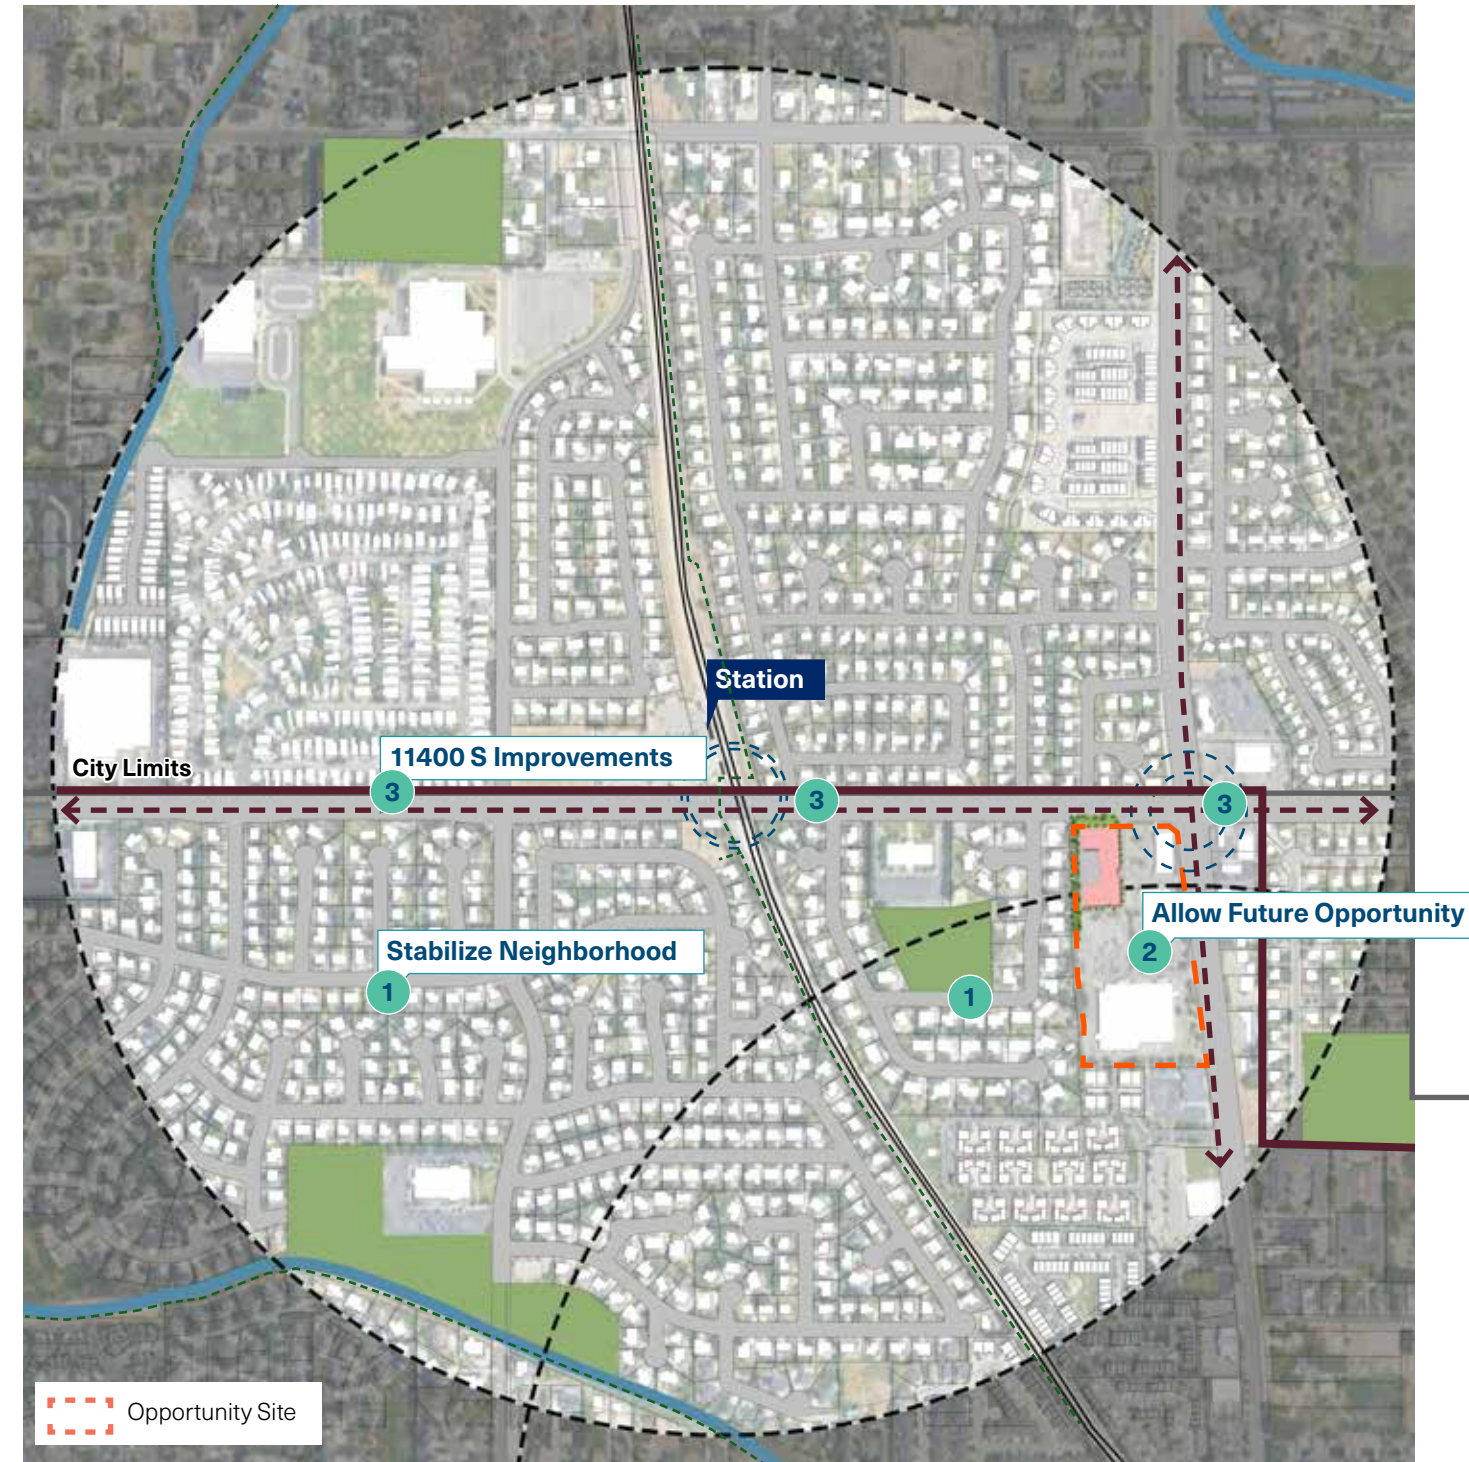 Station
11400 S Improvements
City Limits
3
3
3
Allow Future Opportunity
Stabilize Neighborhood
2
1
1
Opportunity Site